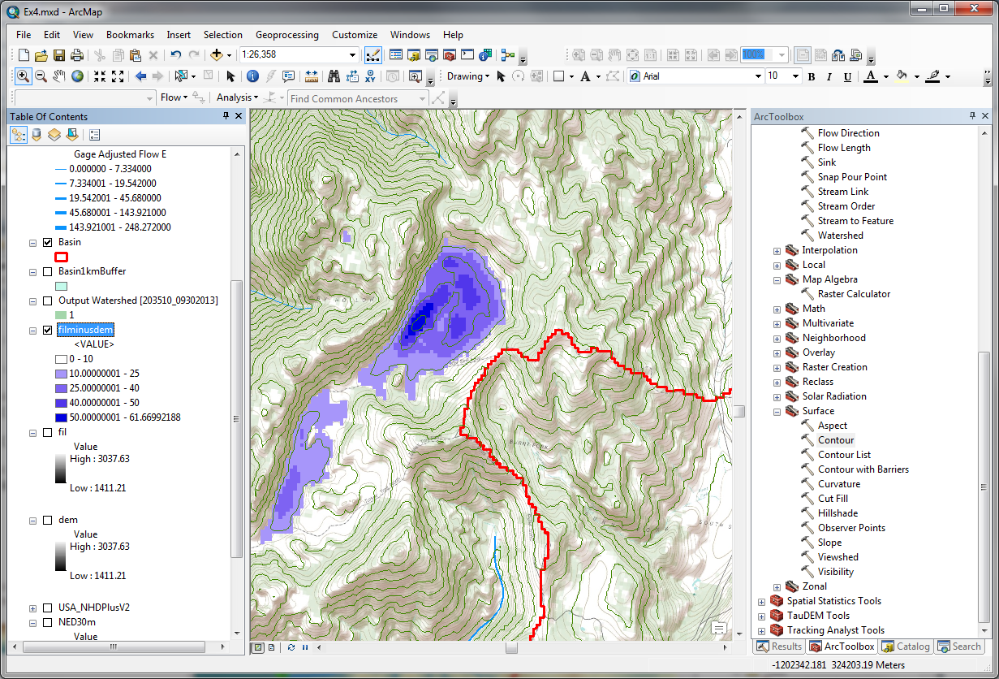 Ex4.mxd - ArcMap
File Edit View Bookmarks Insert Selection Geoprocessing Customize Windows Help
1:26,358
100%
Drawing Arial 10 B I U A
Flow Analysis Find Common Ancestors
Table Of Contents
Gage Adjusted Flow E
0.000000 - 7.334000
7.334001 - 19.542000
19.542001 - 45.680000
45.680001 - 143.921000
143.921001 - 248.272000
Basin
Basin1kmBuffer
Output Watershed [203510_09302013]
1
filminusdem
<VALUE>
0 - 10
10.00000001 - 25
25.00000001 - 40
40.00000001 - 50
50.00000001 - 61.66992188
fil
Value
High : 3037.63
Low : 1411.21
dem
Value
High : 3037.63
Low : 1411.21
USA_NHDPlusV2
NED30m
Value
HOLLOW
BURNT FORK
SOUTH
ArcToolbox
Flow Direction
Flow Length
Sink
Snap Pour Point
Stream Link
Stream Order
Stream to Feature
Watershed
Interpolation
Local
Map Algebra
Raster Calculator
Math
Multivariate
Neighborhood
Overlay
Raster Creation
Reclass
Solar Radiation
Surface
Aspect
Contour
Contour List
Contour with Barriers
Curvature
Cut Fill
Hillshade
Observer Points
Slope
Viewshed
Visibility
Zonal
Spatial Statistics Tools
TauDEM Tools
Tracking Analyst Tools
Results ArcToolbox Catalog Search
-1202342.181 324203.19 Meters